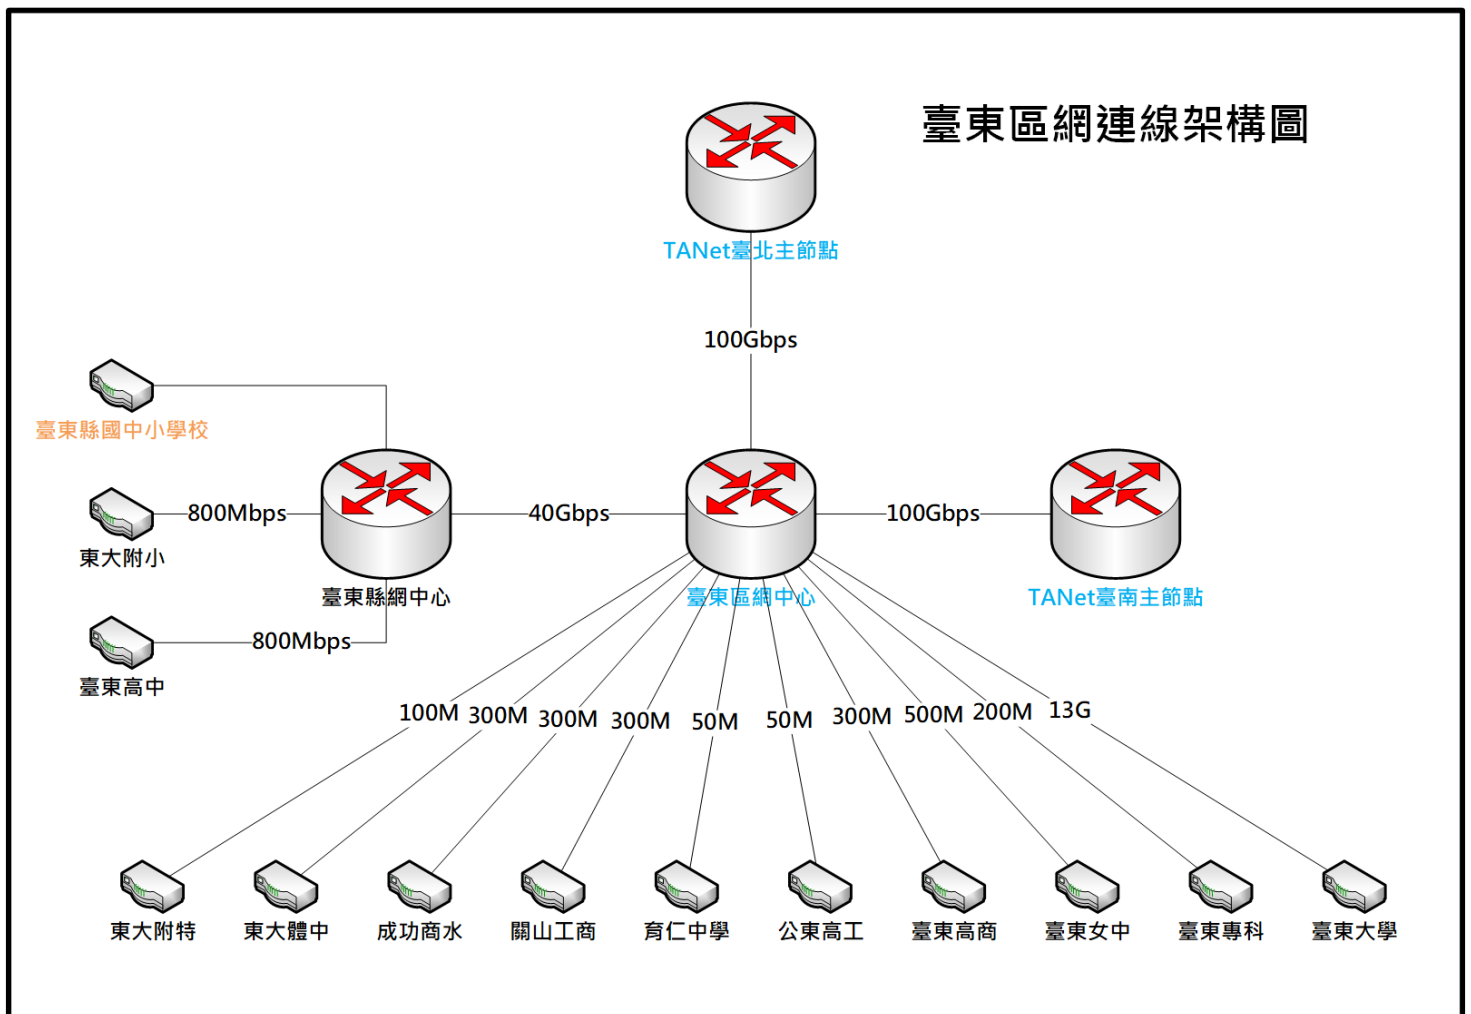 臺東區網連線架構圖
TANet臺北主節點
100Gbps
臺東縣國中小學校
800Mbps
40Gbps
100Gbps
東大附小
臺東縣網中心
臺東區網中心
TANet臺南主節點
800Mbps
臺東高中
100M
300M
300M
300M
50M
50M
300M
500M
200M
13G
東大附特
東大體中
成功商水
關山工商
育仁中學
公東高工
臺東高商
臺東女中
臺東專科
臺東大學